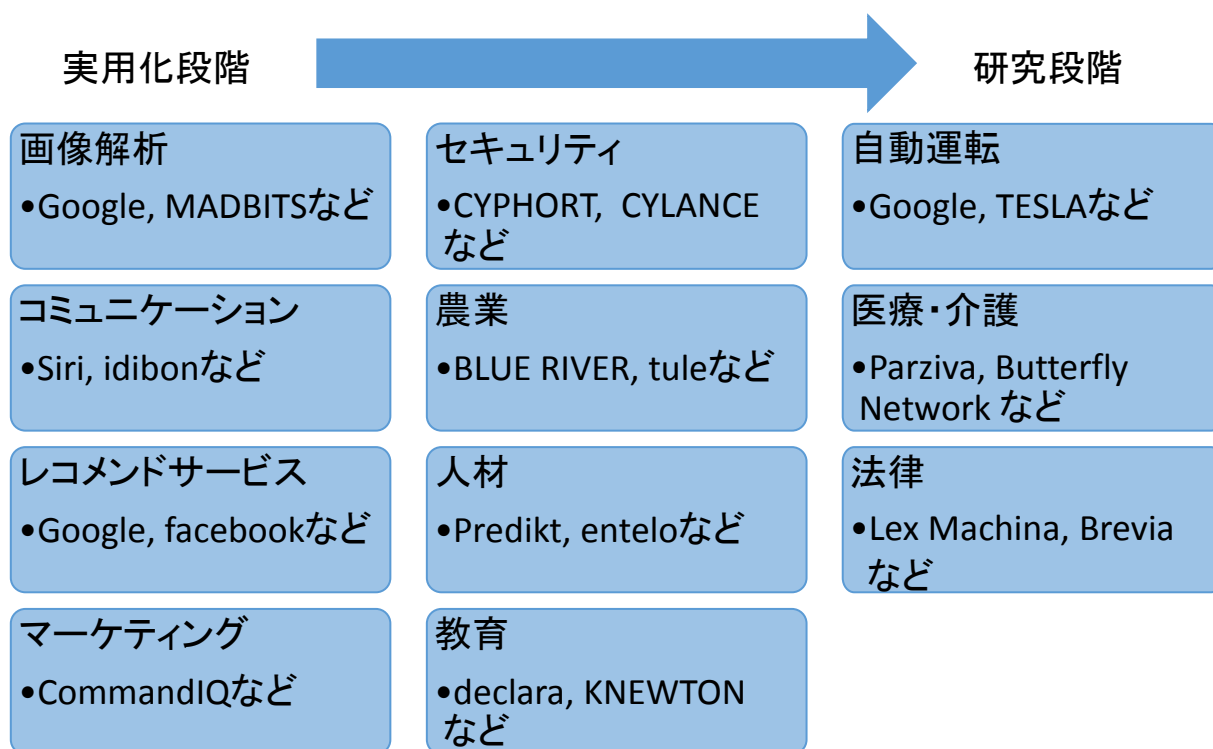 実用化段階
研究段階
画像解析
•Google, MADBITSなど
コミュニケーション
•Siri, idibonなど
レコメンドサービス
•Google, facebookなど
マーケティング
•CommandIQなど
セキュリティ
•CYPHORT, CYLANCE
など
農業
•BLUE RIVER, tuleなど
人材
•Predikt, enteloなど
教育
•declara, KNEWTON
など
自動運転
•Google, TESLAなど
医療・介護
•Parziva, Butterfly
Network など
法律
•Lex Machina, Brevia
など